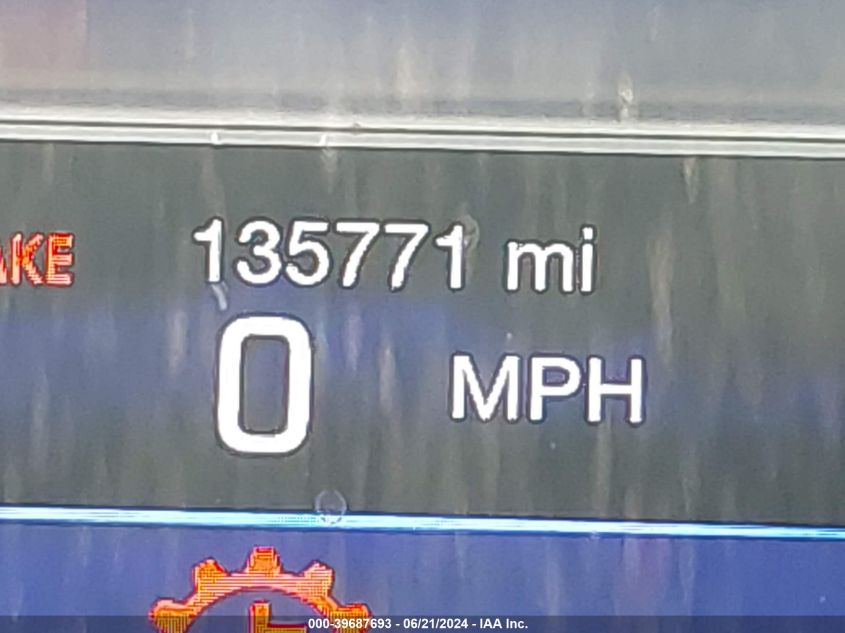 135771 mi
AKE
0 MPH
000-39687693 - 06/21/2024 - IAA Inc.